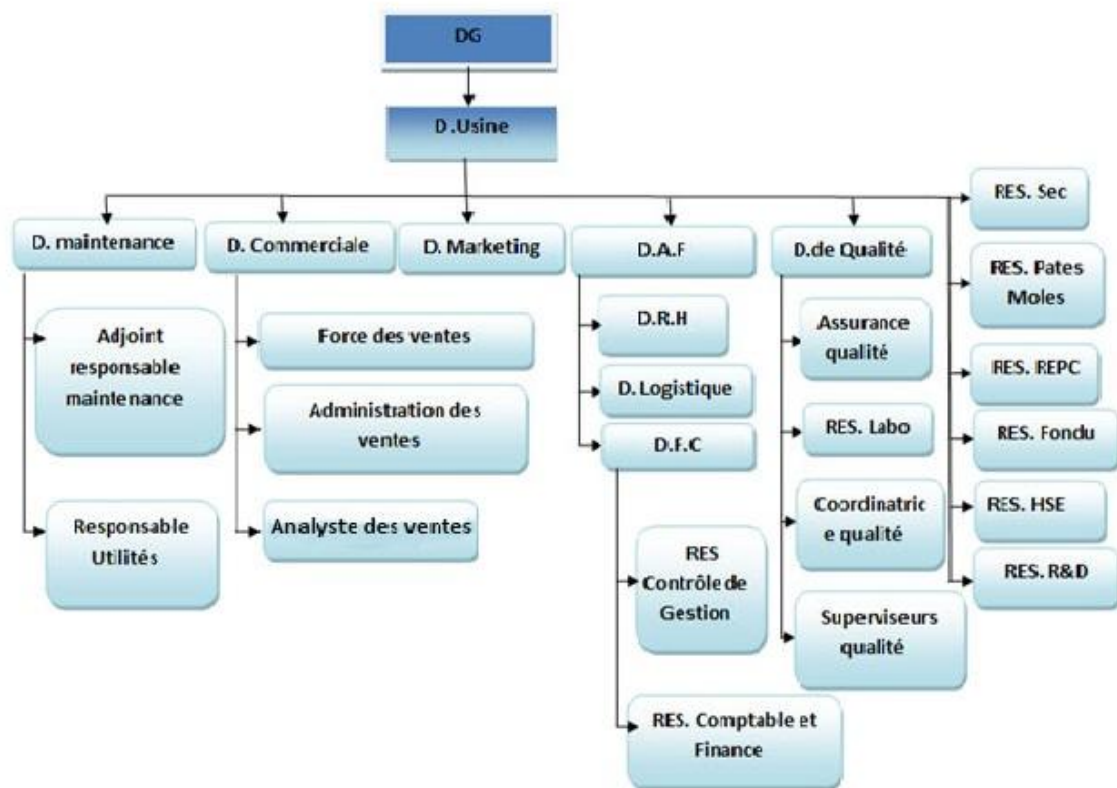 DG
D .Usine
D. maintenance
D. Commerciale
D. Marketing
D.A.F
D.de Qualité
RES. Sec
RES. Pates
Moles
RES. REPC
RES. Fondu
RES. HSE
RES. R&D
Adjoint
responsable
maintenance
Responsable
Utilités
Force des ventes
Administration des
ventes
Analyste des ventes
D.R.H
D. Logistique
D.F.C
RES
Contrôle de
Gestion
RES. Comptable et
Finance
Assurance
qualité
RES. Labo
Coordinatric
e qualité
Superviseurs
qualité